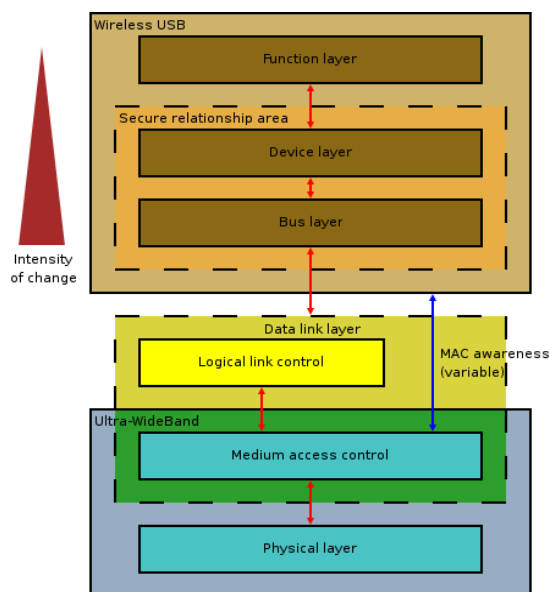 Wireless USB
Function layer
Secure relationship area
Device layer
Bus layer
Intensity
of change
Data link layer
Logical link control
MAC awareness
(variable)
Ultra-WideBand
Medium access control
Physical layer